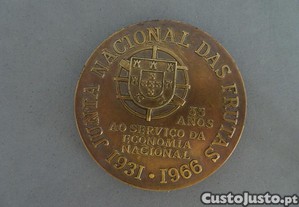 JUNTA NACIONAL DAS FRUTAS
35 ANOS
AO SERVIÇO DA
ECONOMIA
NACIONAL
1931 · 1966
CustoJusto.pt